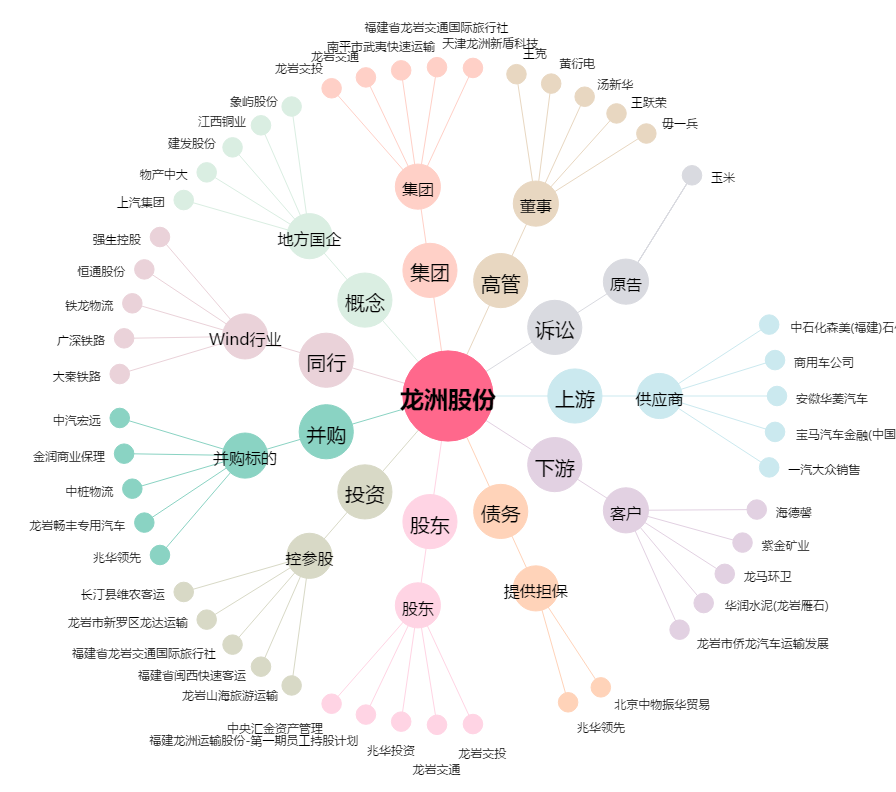 福建省龙岩交通国际旅行社
南平市武夷快速运输
天津龙洲新盾科技
龙岩交通
龙岩交投
王克
黄衍电
汤新华
王跃荣
毋一兵
象屿股份
江西铜业
建发股份
物产中大
上汽集团
集团
董事
玉米
地方国企
集团
高管
原告
强生控股
恒通股份
铁龙物流
广深铁路
大秦铁路
概念
Wind行业
同行
诉讼
中石化森美(福建)石
商用车公司
安徽华菱汽车
宝马汽车金融(中国
一汽大众销售
龙洲股份
上游
供应商
中汽宏远
金润商业保理
中桩物流
龙岩畅丰专用汽车
兆华领先
并购
并购标的
下游
客户
海德馨
紫金矿业
龙马环卫
华润水泥(龙岩雁石)
龙岩市侨龙汽车运输发展
投资
股东
债务
控参股
股东
提供担保
长汀县维农客运
龙岩市新罗区龙达运输
福建省龙岩交通国际旅行社
福建省闽西快速客运
龙岩山海旅游运输
北京中物振华贸易
兆华领先
中央汇金资产管理
福建龙洲运输股份-第一期员工持股计划
兆华投资
龙岩交通
龙岩交投